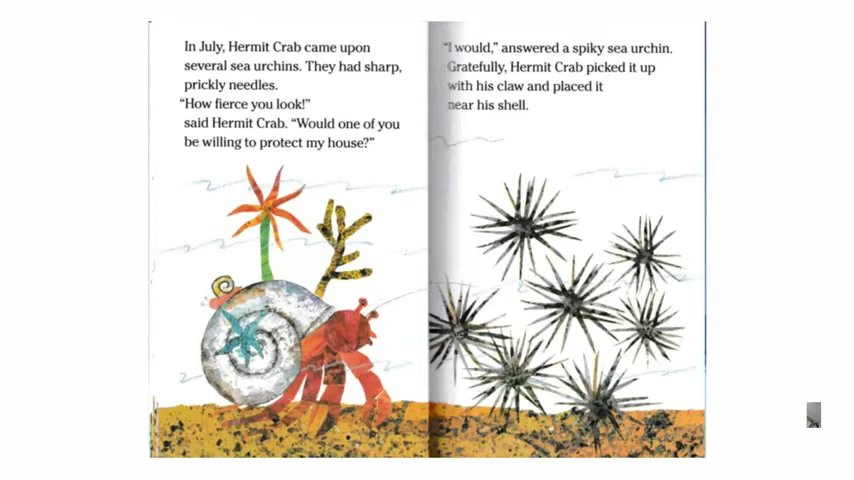 In July, Hermit Crab came upon
several sea urchins. They had sharp,
prickly needles.
“How fierce you look!”
said Hermit Crab. “Would one of you
be willing to protect my house?”
“I would,” answered a spiky sea urchin.
Gratefully, Hermit Crab picked it up
with his claw and placed it
near his shell.